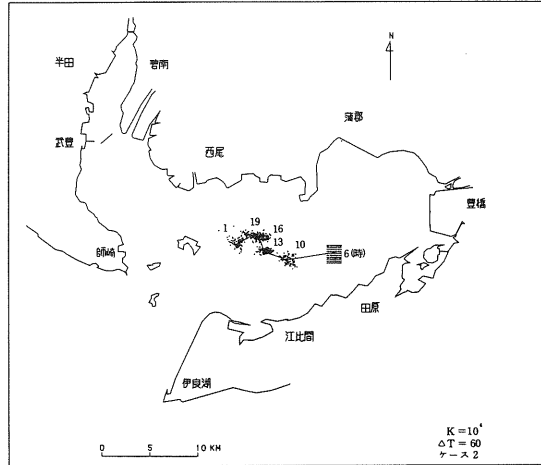 半田
碧南
N
蒲郡
武豊
西尾
豊橋
1
19
16
13
10
6(時)
師崎
田原
江比間
伊良湖
0 5 10 KM
K=10⁴
△T=60
ケース2